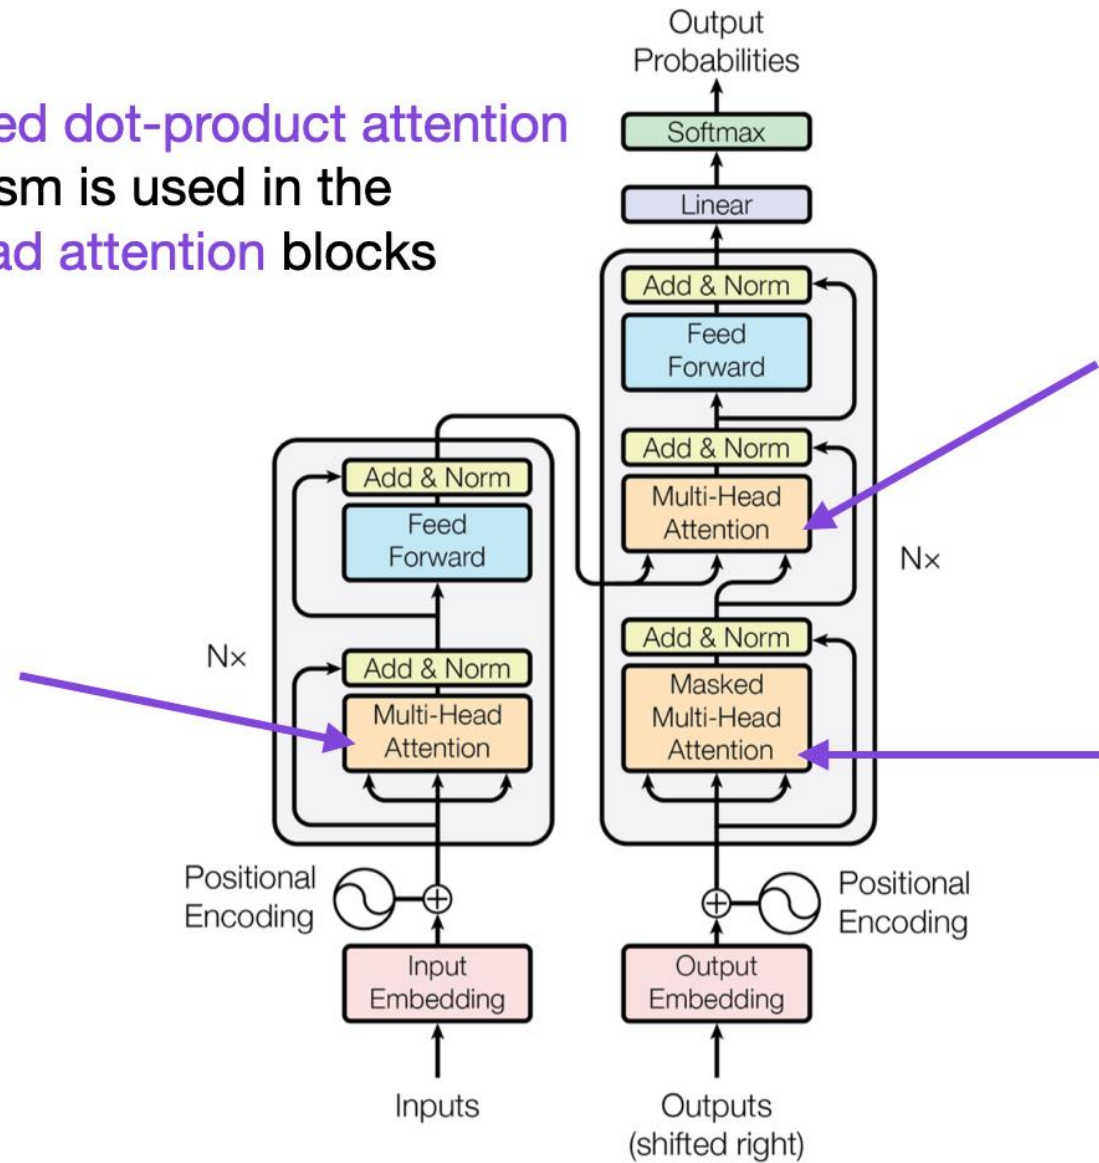 ed dot-product attention
sm is used in the
ad attention blocks
Output
Probabilities
Softmax
Linear
Add & Norm
Feed
Forward
Add & Norm
Multi-Head
Attention
Nx
Add & Norm
Masked
Multi-Head
Attention
Add & Norm
Feed
Forward
Nx
Add & Norm
Multi-Head
Attention
Positional
Encoding
Positional
Encoding
Input
Embedding
Output
Embedding
Inputs
Outputs
(shifted right)